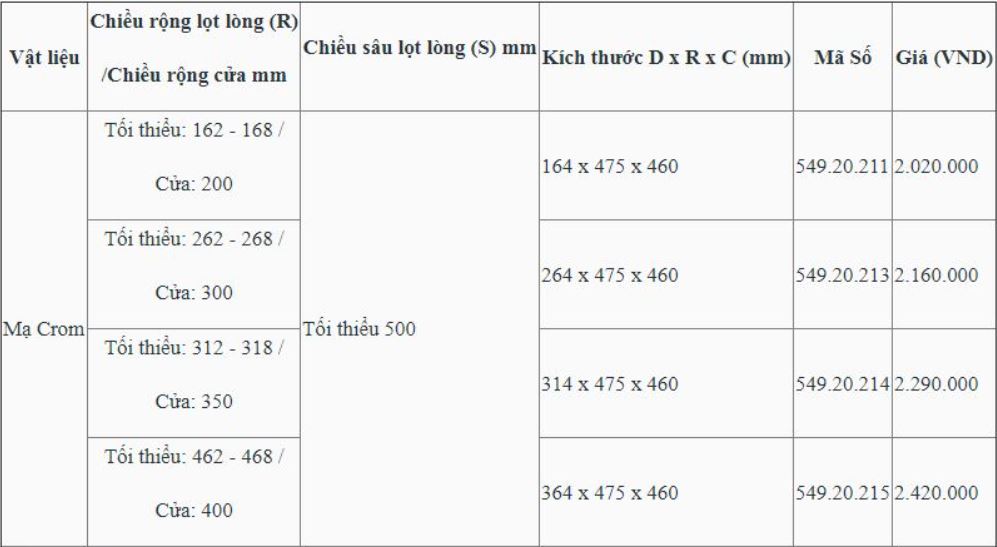 Vật liệu
Chiều rộng lọt lòng (R)
/Chiều rộng cửa mm
Chiều sâu lọt lòng (S) mm
Kích thước D x R x C (mm)
Mã Số
Giá (VND)
Mạ Crom
Tối thiểu: 162 - 168 /
Cửa: 200
Tối thiểu 500
164 x 475 x 460
549.20.211
2.020.000
Tối thiểu: 262 - 268 /
Cửa: 300
264 x 475 x 460
549.20.213
2.160.000
Tối thiểu: 312 - 318 /
Cửa: 350
314 x 475 x 460
549.20.214
2.290.000
Tối thiểu: 462 - 468 /
Cửa: 400
364 x 475 x 460
549.20.215
2.420.000